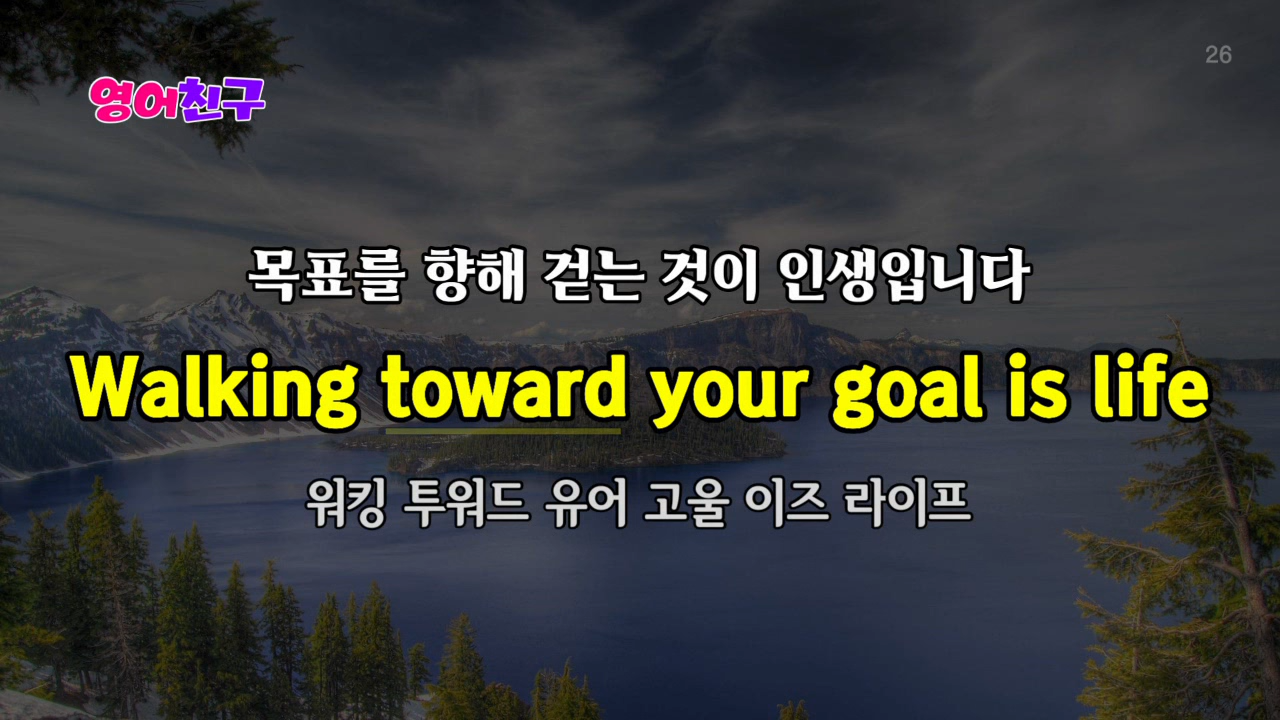 26
영어친구
목표를 향해 걷는 것이 인생입니다
Walking toward your goal is life
워킹 투워드 유어 고울 이즈 라이프